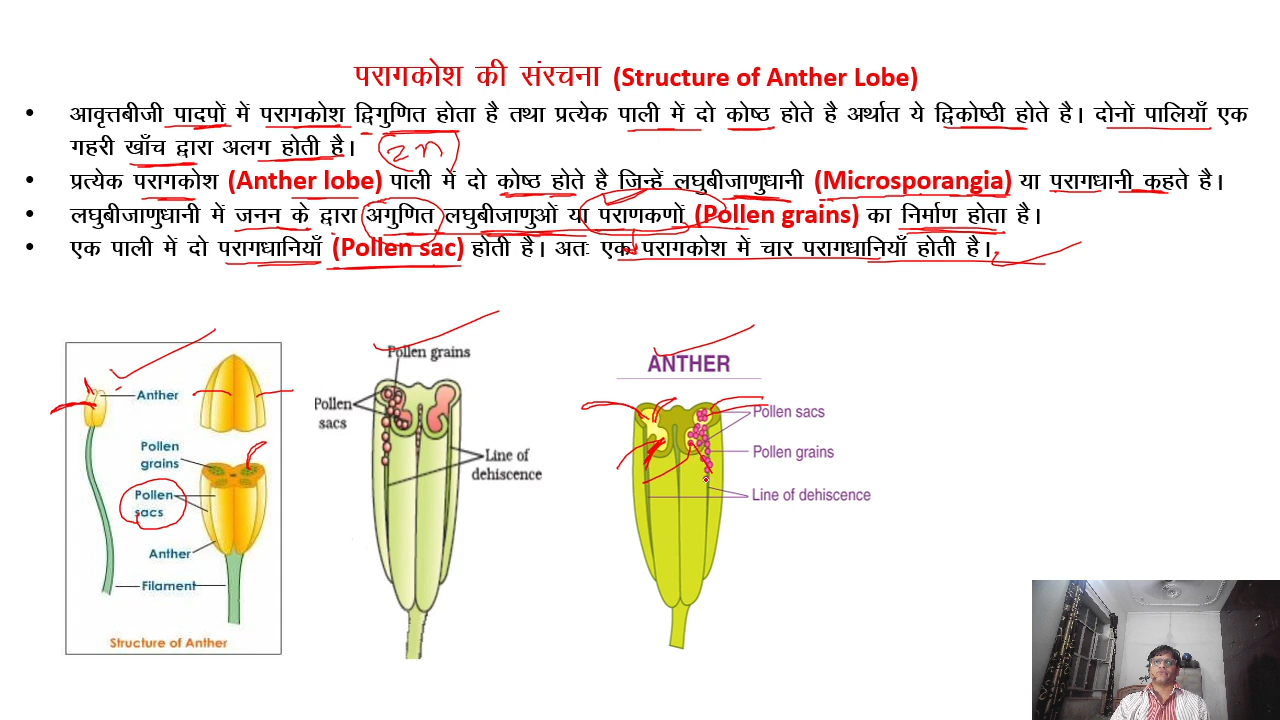 परागकोश की संरचना (Structure of Anther Lobe)
• आवृत्तबीजी पादपों में परागकोश द्विगुणित होता है तथा प्रत्येक पाली में दो कोष्ठ होते है अर्थात ये द्विकोष्ठी होते है। दोनों पालियाँ एक
गहरी खाँच द्वारा अलग होती है।
2n
• प्रत्येक परागकोश (Anther lobe) पाली में दो कोष्ठ होते है जिन्हें लघुबीजाणुधानी (Microsporangia) या परागधानी कहते है।
• लघुबीजाणुधानी में जनन के द्वारा अगुणित लघुबीजाणुओं या पराणकणों (Pollen grains) का निर्माण होता है।
• एक पाली में दो परागधानियाँ (Pollen sac) होती है। अतः एक परागकोश में चार परागधानियाँ होती है।
Anther
Pollen
grains
Pollen
sacs
Anther
Filament
Structure of Anther
Pollen grains
Pollen
sacs
Line of
dehiscence
ANTHER
Pollen sacs
Pollen grains
Line of dehiscence